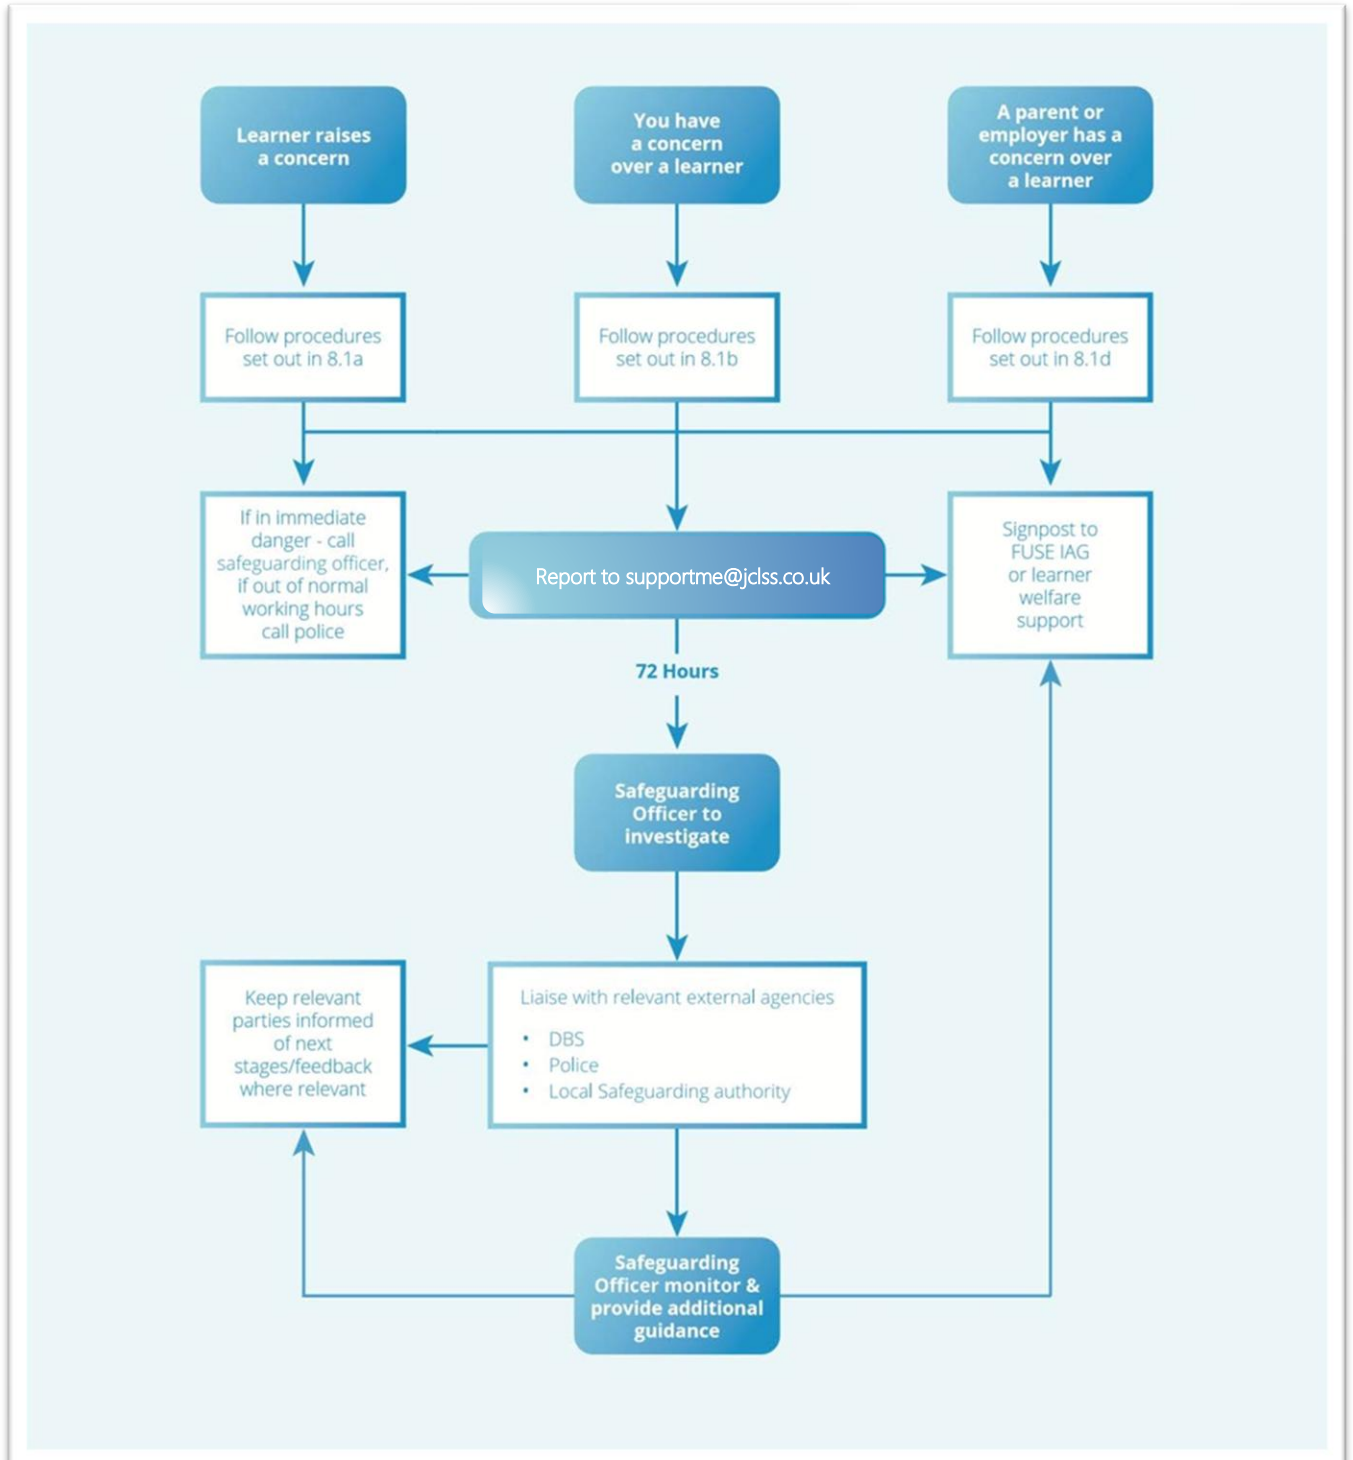 Learner raises
a concern
You have
a concern
over a learner
A parent or
employer has a
concern over
a learner
Follow procedures
set out in 8.1a
Follow procedures
set out in 8.1b
Follow procedures
set out in 8.1d
If in immediate
danger - call
safeguarding officer,
if out of normal
working hours
call police
Report to supportme@jclss.co.uk
Signpost to
FUSE IAG
or learner
welfare
support
72 Hours
Safeguarding
Officer to
investigate
Keep relevant
parties informed
of next
stages/feedback
where relevant
Liaise with relevant external agencies
• DBS
• Police
• Local Safeguarding authority
Safeguarding
Officer monitor &
provide additional
guidance